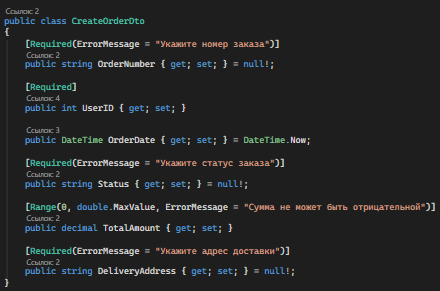 Ссылок: 2
public class CreateOrderDto
{
[Required(ErrorMessage = "Укажите номер заказа")]
Ссылок: 2
public string OrderNumber { get; set; } = null!;
[Required]
Ссылок: 4
public int UserID { get; set; }
Ссылок: 3
public DateTime OrderDate { get; set; } = DateTime.Now;
[Required(ErrorMessage = "Укажите статус заказа")]
Ссылок: 2
public string Status { get; set; } = null!;
[Range(0, double.MaxValue, ErrorMessage = "Сумма не может быть отрицательной")]
Ссылок: 2
public decimal TotalAmount { get; set; }
[Required(ErrorMessage = "Укажите адрес доставки")]
Ссылок: 2
public string DeliveryAddress { get; set; } = null!;
}